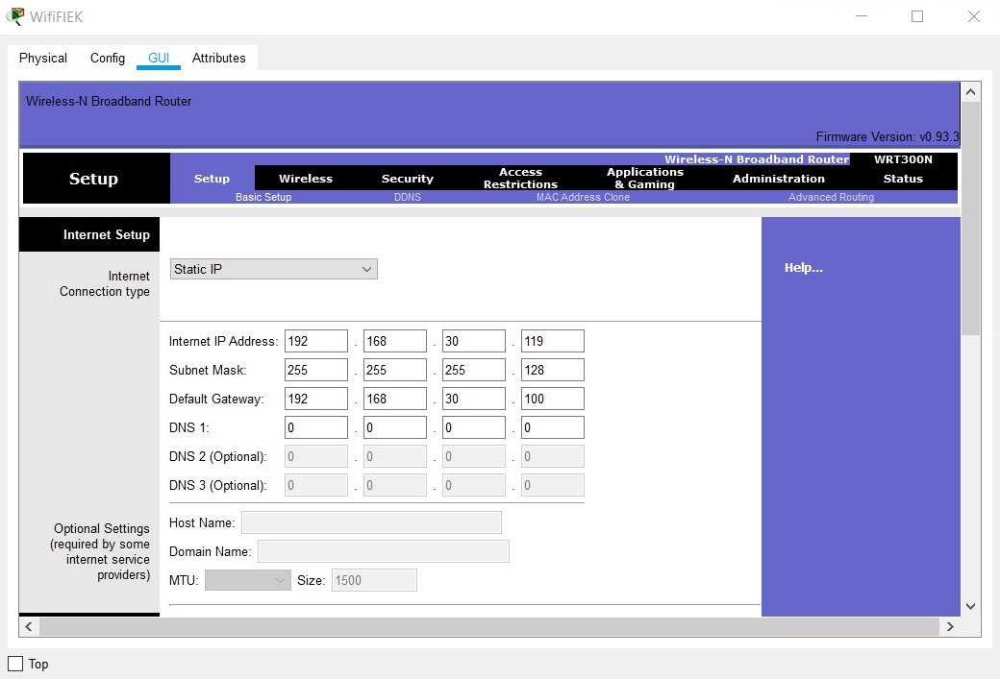 WifiFIEK
Physical Config GUI Attributes
Wireless-N Broadband Router
Firmware Version: v0.93.3
Wireless-N Broadband Router WRT300N
Setup
Setup Wireless Security Access Restrictions Applications & Gaming Administration Status
Basic Setup DDNS MAC Address Clone Advanced Routing
Internet Setup
Help...
Internet
Connection type
Static IP
Internet IP Address: 192 . 168 . 30 . 119
Subnet Mask: 255 . 255 . 255 . 128
Default Gateway: 192 . 168 . 30 . 100
DNS 1: 0 . 0 . 0 . 0
DNS 2 (Optional): 0 . 0 . 0 . 0
DNS 3 (Optional): 0 . 0 . 0 . 0
Optional Settings
(required by some
internet service
providers)
Host Name:
Domain Name:
MTU: Size: 1500
Top